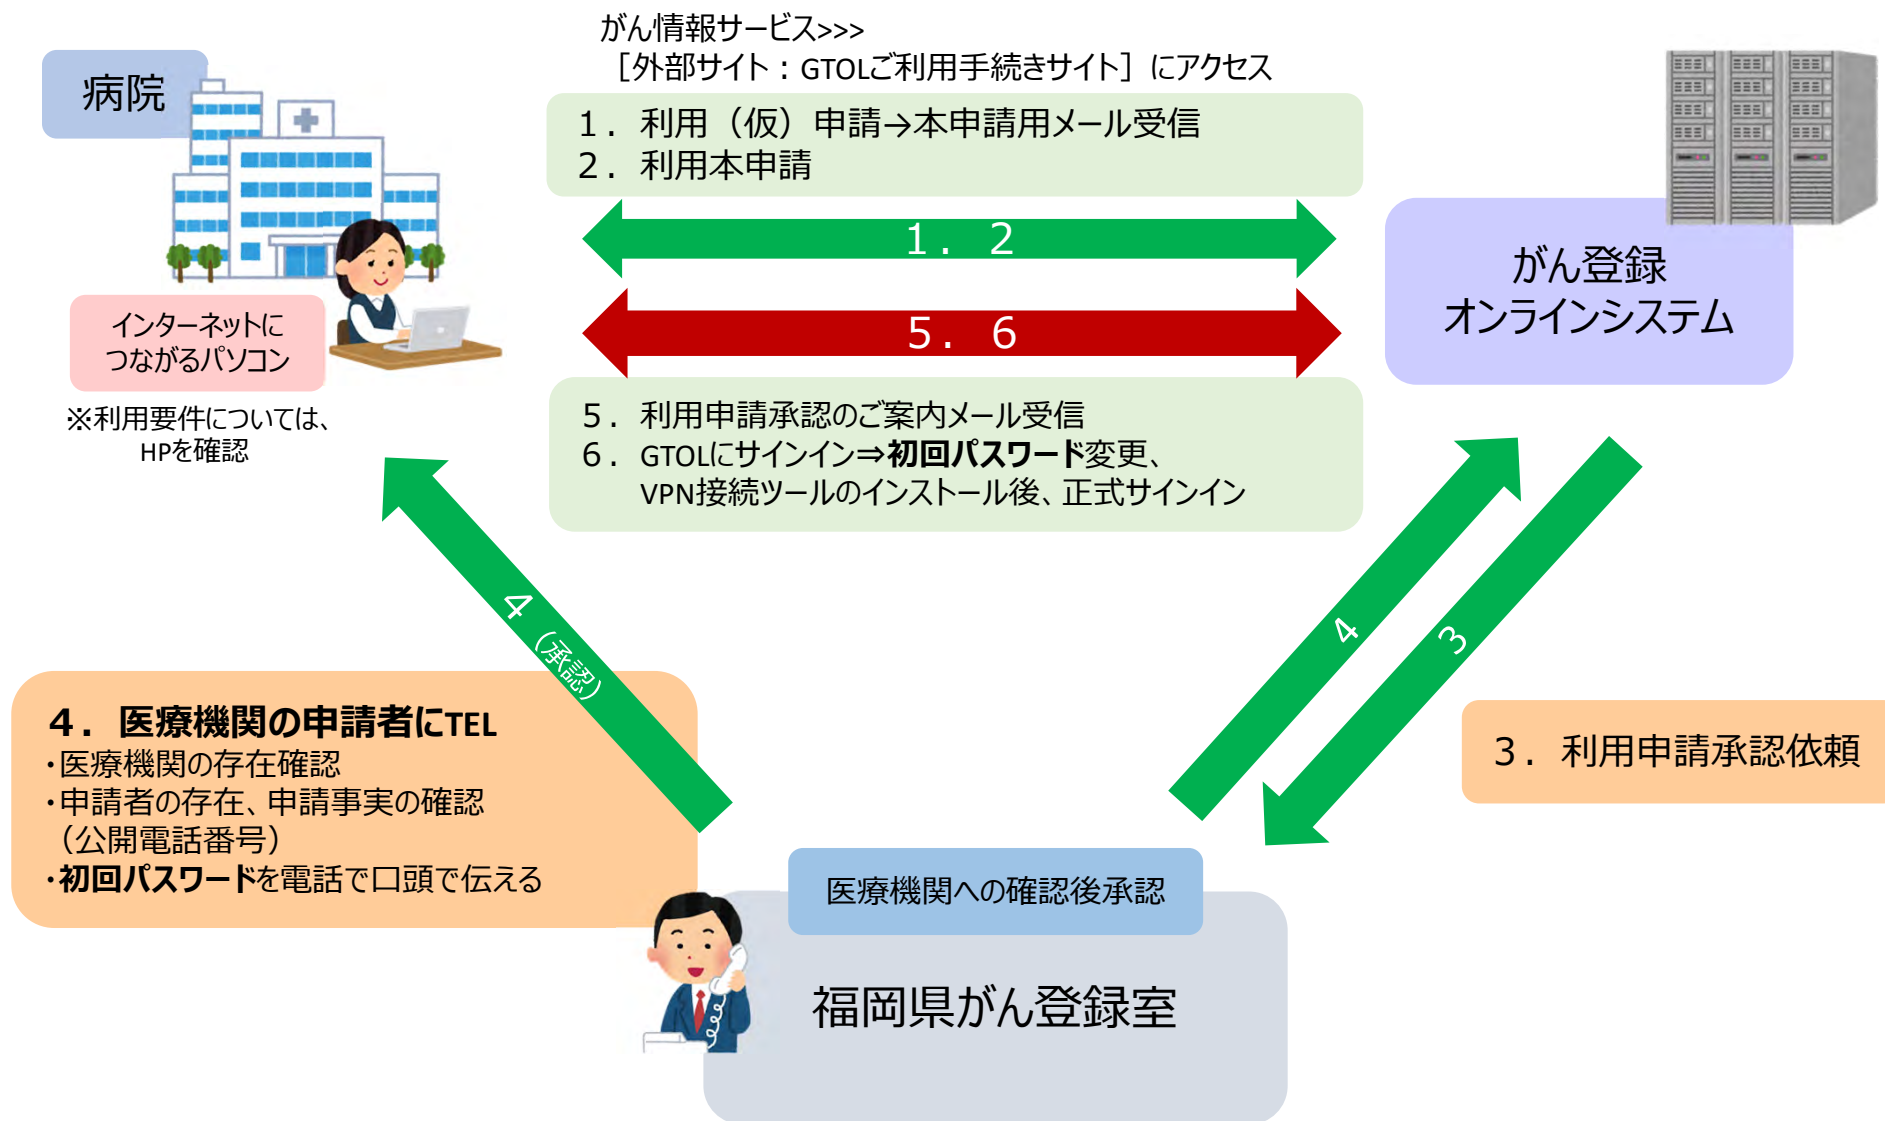 がん情報サービス>>>
［外部サイト：GTOLご利用手続きサイト］にアクセス
病院
１．利用（仮）申請→本申請用メール受信
２．利用本申請
１．２
がん登録
オンラインシステム
インターネットに
つながるパソコン
５．６
※利用要件については、
HPを確認
５．利用申請承認のご案内メール受信
６．GTOLにサインイン⇒初回パスワード変更、
VPN接続ツールのインストール後、正式サインイン
４（承認）
４
３
４．医療機関の申請者にTEL
・医療機関の存在確認
・申請者の存在、申請事実の確認
（公開電話番号）
・初回パスワードを電話で口頭で伝える
３．利用申請承認依頼
医療機関への確認後承認
福岡県がん登録室